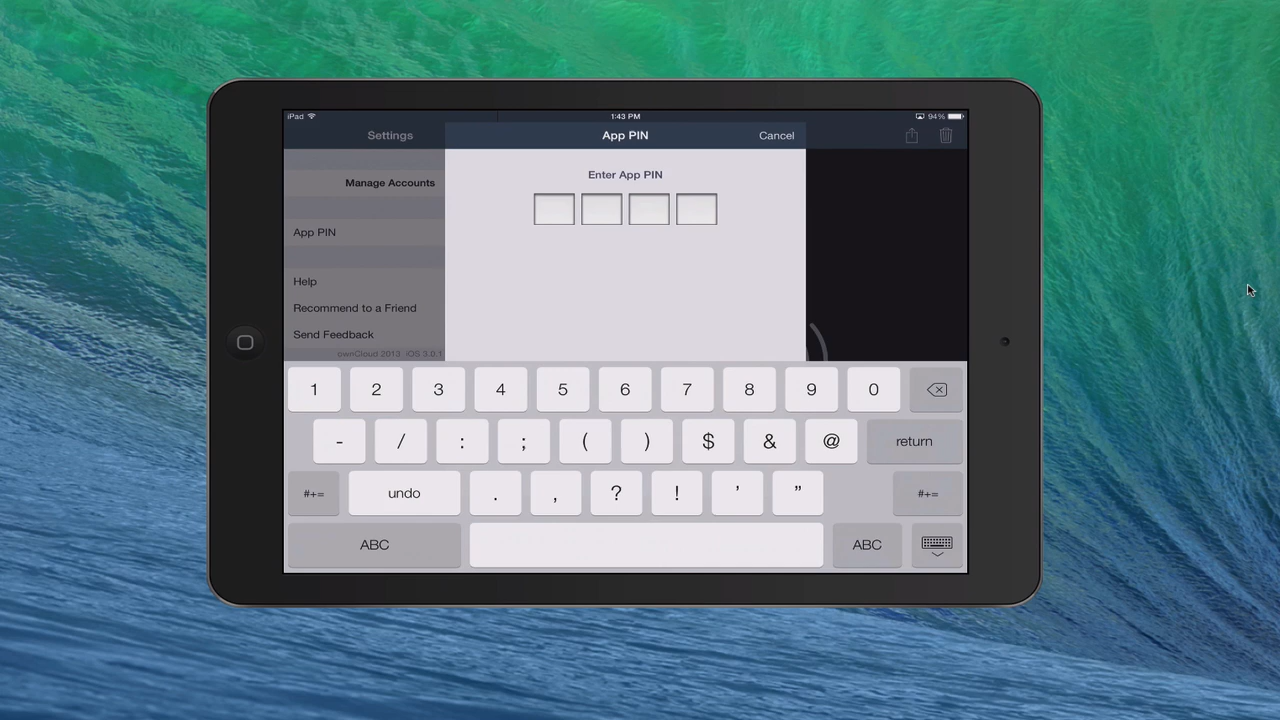 iPad 1:43 PM 94%
Settings App PIN Cancel
Enter App PIN
Manage Accounts
App PIN
Help
Recommend to a Friend
Send Feedback
ownCloud 2013 iOS 3.0.1
1 2 3 4 5 6 7 8 9 0
- / : ; ( ) $ & @ return
#+= undo . , ? ! ' " #+=
ABC ABC